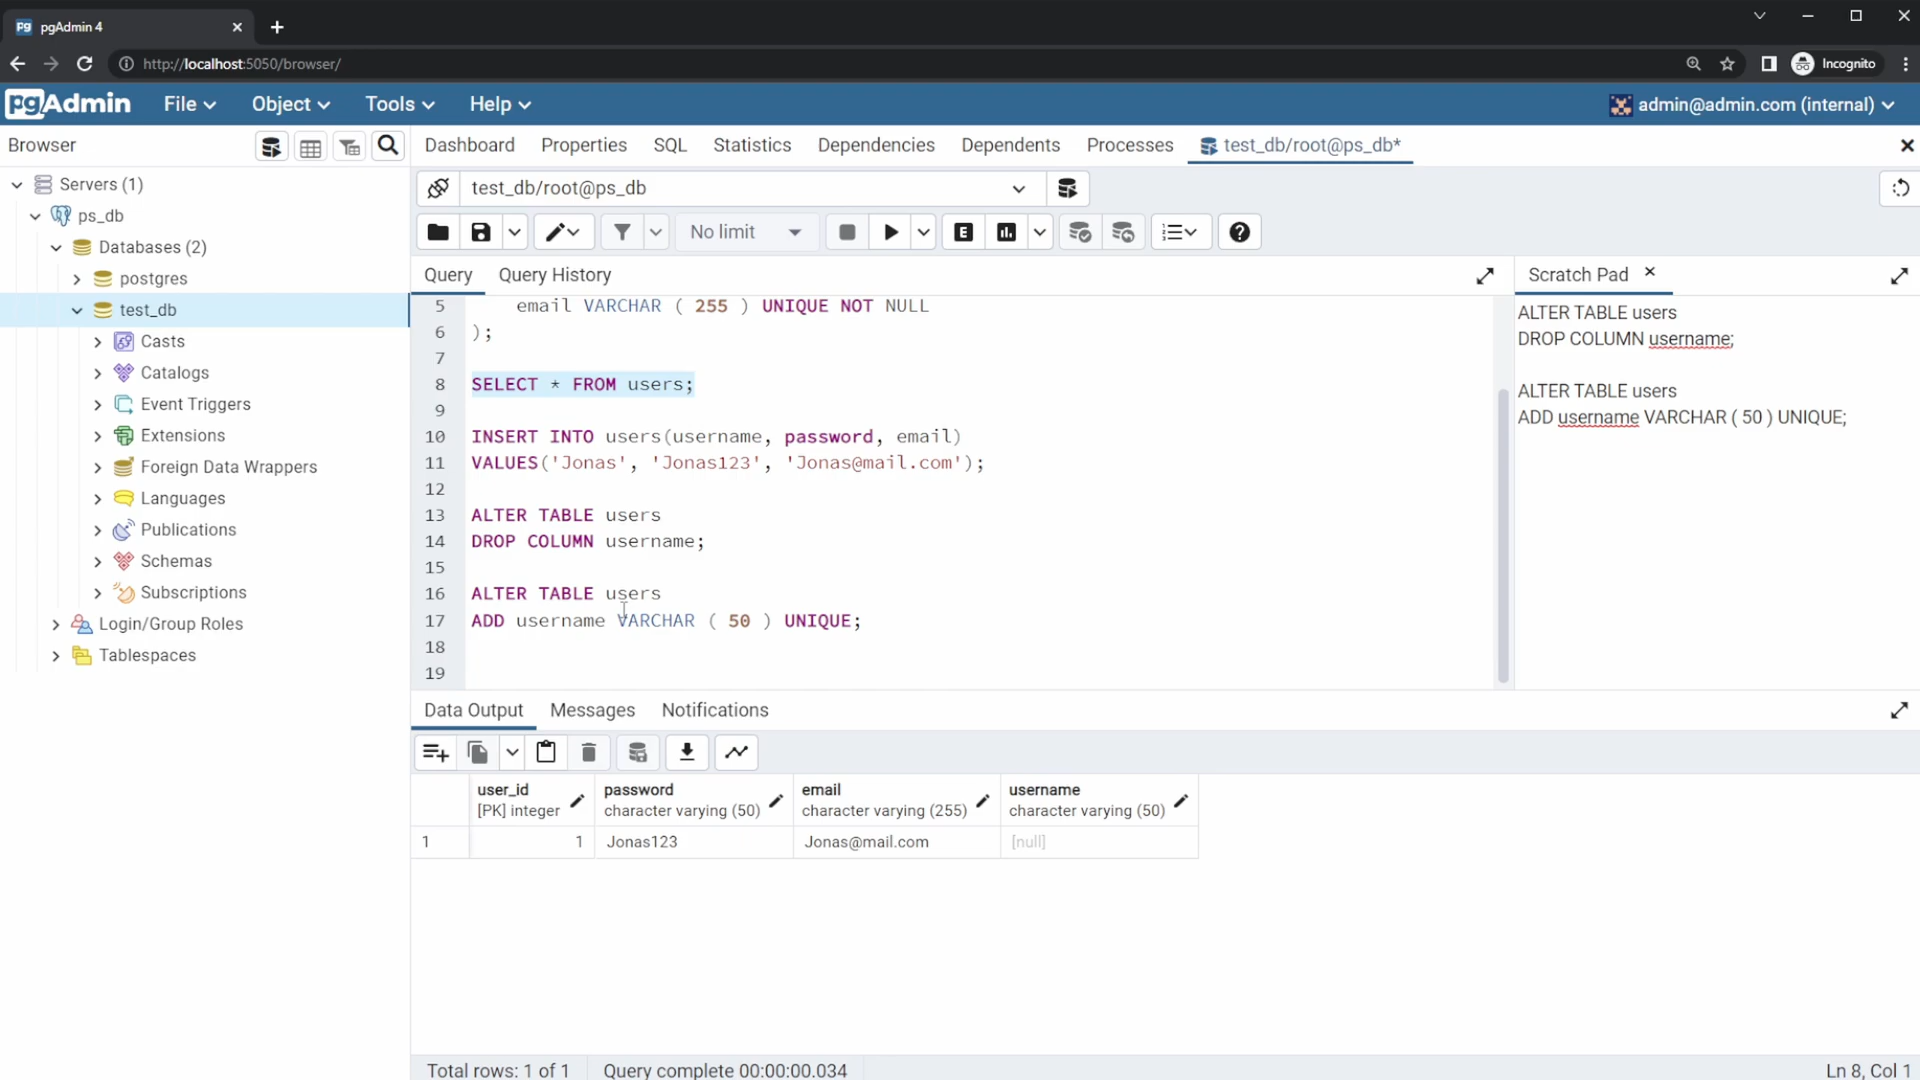 pgAdmin 4
http://localhost:5050/browser/
Incognito
pgAdmin File Object Tools Help admin@admin.com (internal)
Browser
Servers (1)
ps_db
Databases (2)
postgres
test_db
Casts
Catalogs
Event Triggers
Extensions
Foreign Data Wrappers
Languages
Publications
Schemas
Subscriptions
Login/Group Roles
Tablespaces
Dashboard Properties SQL Statistics Dependencies Dependents Processes test_db/root@ps_db*
test_db/root@ps_db
No limit
E
Query Query History
5 email VARCHAR ( 255 ) UNIQUE NOT NULL
6 );
7
8 SELECT * FROM users;
9
10 INSERT INTO users(username, password, email)
11 VALUES('Jonas', 'Jonas123', 'Jonas@mail.com');
12
13 ALTER TABLE users
14 DROP COLUMN username;
15
16 ALTER TABLE users
17 ADD username VARCHAR ( 50 ) UNIQUE;
18
19
Scratch Pad
ALTER TABLE users
DROP COLUMN username;
ALTER TABLE users
ADD username VARCHAR ( 50 ) UNIQUE;
Data Output Messages Notifications
user_id password email username
[PK] integer character varying (50) character varying (255) character varying (50)
1 1 Jonas123 Jonas@mail.com [null]
Total rows: 1 of 1 Query complete 00:00:00.034 Ln 8, Col 1